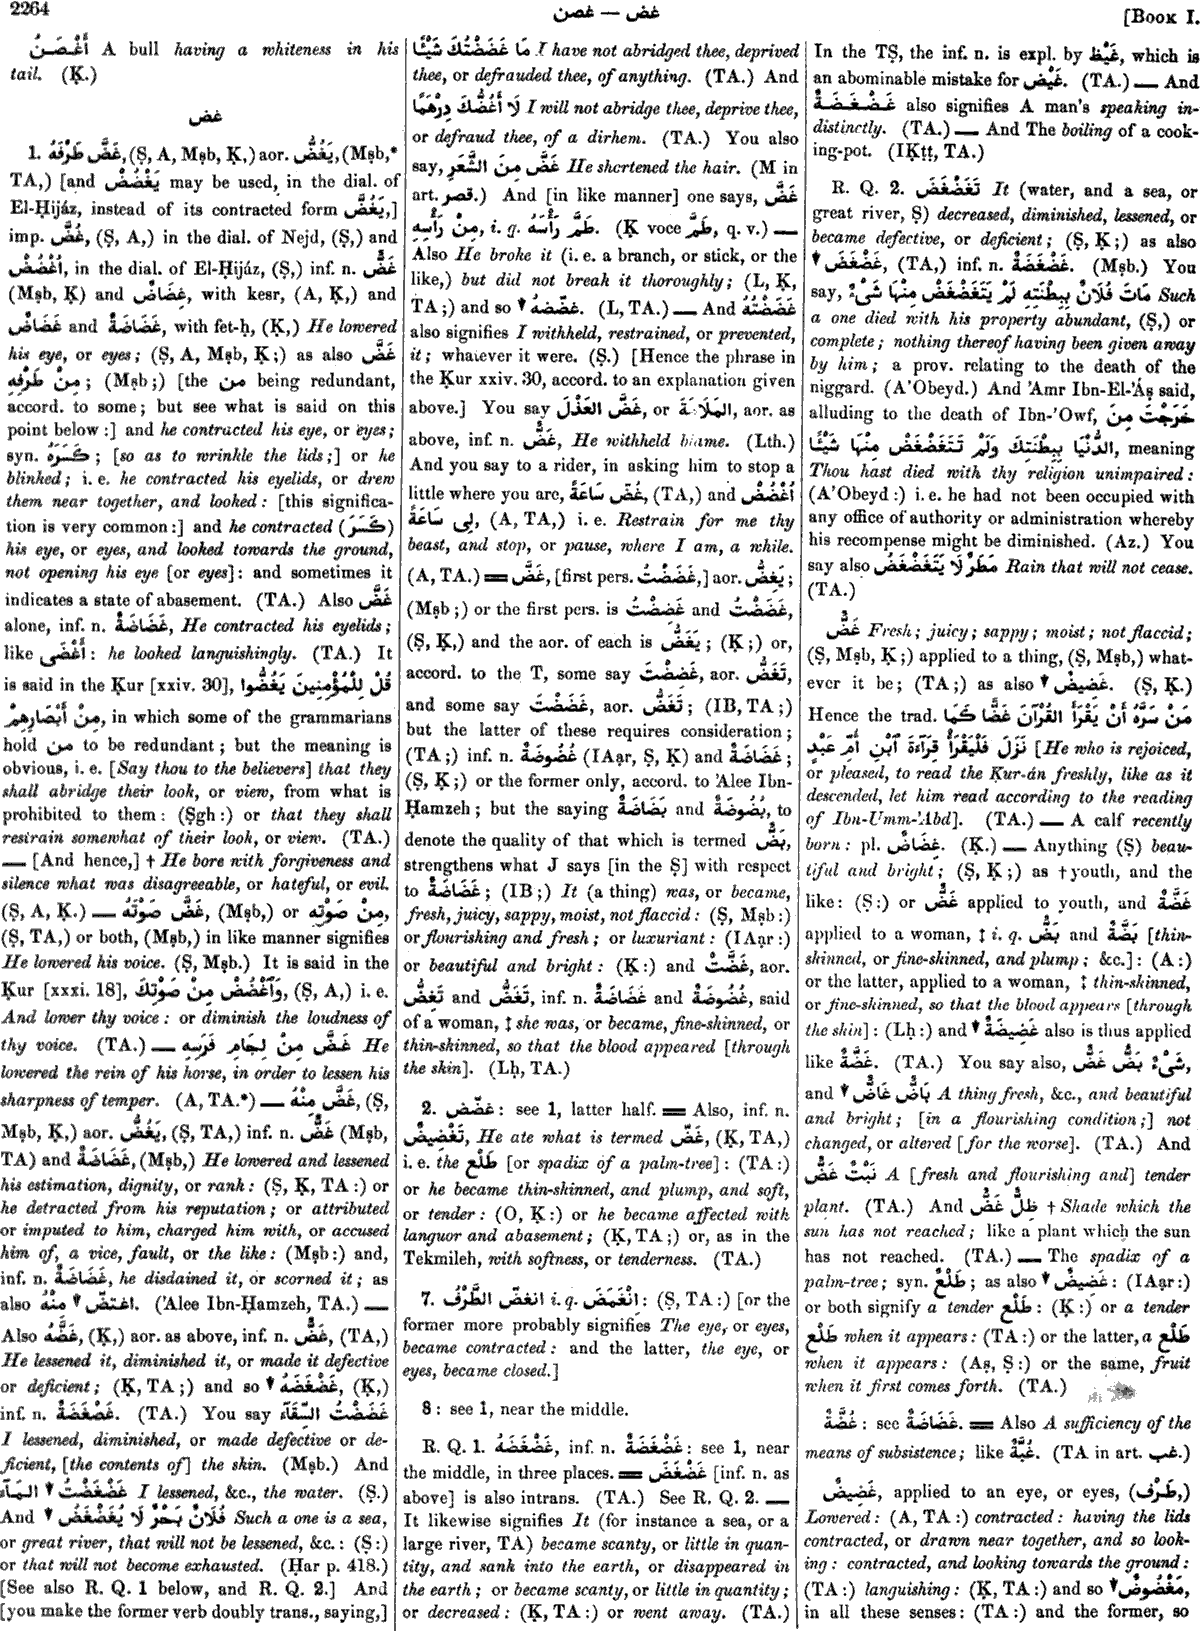 2264
غض — غصن
[BOOK I.
أَغْصَنُ A bull having a whiteness in his
tail. (Ḳ.)
غض
1. غَضَّ طَرْفَهُ, (Ṣ, A, Mṣb, Ḳ,) aor. يَغُضُّ, (Mṣb,*
TA,) [and يَغْضُضْ may be used, in the dial. of
El-Ḥijáz, instead of its contracted form يَغُضَّ,]
imp. غُضَّ, (Ṣ, A,) in the dial. of Nejd, (Ṣ,) and
اُغْضُضْ, in the dial. of El-Ḥijáz, (Ṣ,) inf. n. غَضٌّ
(Mṣb, Ḳ) and غِضَاضٌ, with kesr, (A, Ḳ,) and
غَضَاضٌ and غَضَاضَةٌ, with fet-ḥ, (Ḳ,) He lowered
his eye, or eyes; (Ṣ, A, Mṣb, Ḳ;) as also غَضَّ
مِنْ طَرْفِهِ; (Mṣb;) [the من being redundant,
accord. to some; but see what is said on this
point below:] and he contracted his eye, or eyes;
syn. كَسَرَهُ; [so as to wrinkle the lids;] or he
blinked; i. e. he contracted his eyelids, or drew
them near together, and looked: [this significa-
tion is very common:] and he contracted (كَسَرَ)
his eye, or eyes, and looked towards the ground,
not opening his eye [or eyes]: and sometimes it
indicates a state of abasement. (TA.) Also غَضَّ
alone, inf. n. غَضَاضَةٌ, He contracted his eyelids;
like أَغْضَى: he looked languishingly. (TA.) It
is said in the Ḳur [xxiv. 30], قُلْ لِلْمُؤْمِنِينَ يَغُضُّوا
مِنْ أَبْصَارِهِمْ, in which some of the grammarians
hold من to be redundant; but the meaning is
obvious, i. e. [Say thou to the believers] that they
shall abridge their look, or view, from what is
prohibited to them: (Ṣgh:) or that they shall
restrain somewhat of their look, or view. (TA.)
— [And hence,] † He bore with forgiveness and
silence what was disagreeable, or hateful, or evil.
(Ṣ, A, Ḳ.) — غَضَّ صَوْتَهُ, (Mṣb,) or مِنْ صَوْتِهِ,
(Ṣ, TA,) or both, (Mṣb,) in like manner signifies
He lowered his voice. (Ṣ, Mṣb.) It is said in the
Ḳur [xxxi. 18], وَٱغْضُضْ مِنْ صَوْتِكَ, (Ṣ, A,) i. e.
And lower thy voice: or diminish the loudness of
thy voice. (TA.) — غَضَّ مِنْ لِجَامِ فَرَسِهِ He
lowered the rein of his horse, in order to lessen his
sharpness of temper. (A, TA.*) — غَضَّ مِنْهُ, (Ṣ,
Mṣb, Ḳ,) aor. يَغُضُّ, (Ṣ, TA,) inf. n. غَضٌّ (Mṣb,
TA) and غَضَاضَةٌ, (Mṣb,) He lowered and lessened
his estimation, dignity, or rank: (Ṣ, Ḳ, TA:) or
he detracted from his reputation; or attributed
or imputed to him, charged him with, or accused
him of, a vice, fault, or the like: (Mṣb:) and,
inf. n. غَضَاضَةٌ, he disdained it, or scorned it; as
also ▼ اغتضّ مِنْهُ. ('Alee Ibn-Ḥamzeh, TA.) —
Also غَضَّهُ, (Ḳ,) aor. as above, inf. n. غَضٌّ, (TA,)
He lessened it, diminished it, or made it defective
or deficient; (Ḳ, TA;) and so ▼ غَضْغَضَهُ, (Ḳ,)
inf. n. غَضْغَضَةٌ. (TA.) You say غَضَضْتُ السِّقَآءَ
I lessened, diminished, or made defective or de-
ficient, [the contents of] the skin. (Mṣb.) And
▼ غَضْغَضْتُ المَآءَ I lessened, &c., the water. (Ṣ.)
And ▼ فُلَانٌ بَحْرٌ لَا يُغَضْغَضُ Such a one is a sea,
or great river, that will not be lessened, &c.: (Ṣ:)
or that will not become exhausted. (Ḥar p. 418.)
[See also R. Q. 1 below, and R. Q. 2.] And
[you make the former verb doubly trans., saying,]
مَا غَضَضْتُكَ شَيْئًا I have not abridged thee, deprived
thee, or defrauded thee, of anything. (TA.) And
لَا أَغُضُّكَ دِرْهَمًا I will not abridge thee, deprive thee,
or defraud thee, of a dirhem. (TA.) You also
say, غَضَّ مِنَ الشَّعَرِ He shortened the hair. (M in
art. قصر.) And [in like manner] one says, غَضَّ
مِنْ رَأْسِهِ, i. q. طَمَّ رَأْسَهُ. (Ḳ voce طَمَّ, q. v.) —
Also He broke it (i. e. a branch, or stick, or the
like,) but did not break it thoroughly; (L, Ḳ,
TA;) and so ▼ غضّضهُ. (L, TA.) — And غَضَضْتُهُ
also signifies I withheld, restrained, or prevented,
it; whatever it were. (Ṣ.) [Hence the phrase in
the Ḳur xxiv. 30, accord. to an explanation given
above.] You say غَضَّ العَذْلَ, or المَلَامَةَ, aor. as
above, inf. n. غَضٌّ, He withheld blame. (Lth.)
And you say to a rider, in asking him to stop a
little where you are, غُضَّ سَاعَةً, (TA,) and اُغْضُضْ
لِى سَاعَةً, (A, TA,) i. e. Restrain for me thy
beast, and stop, or pause, where I am, a while.
(A, TA.) = غَضَّ, [first pers. غَضَضْتُ,] aor. يَغِضُّ;
(Mṣb;) or the first pers. is غَضِضْتُ and غَضَضْتُ,
(Ṣ, Ḳ,) and the aor. of each is يَغَضُّ; (Ḳ;) or,
accord. to the T, some say غَضِضْتَ, aor. تَغَضُّ,
and some say غَضَضْتَ, aor. تَغَضُّ; (IB, TA;)
but the latter of these requires consideration;
(TA;) inf. n. غُضُوضَةٌ (IAạr, Ṣ, Ḳ) and غَضَاضَةٌ;
(Ṣ, Ḳ;) or the former only, accord. to 'Alee Ibn-
Ḥamzeh; but the saying بَضَاضَةٌ and بُضُوضَةٌ, to
denote the quality of that which is termed بَضٌّ,
strengthens what J says [in the Ṣ] with respect
to غَضَاضَةٌ; (IB;) It (a thing) was, or became,
fresh, juicy, sappy, moist, not flaccid: (Ṣ, Mṣb:)
or flourishing and fresh; or luxuriant: (IAạr:)
or beautiful and bright: (Ḳ:) and غَضَّتْ, aor.
تَغِضُّ and تَغَضُّ, inf. n. غَضَاضَةٌ and غُضُوضَةٌ, said
of a woman, ‡ she was, or became, fine-skinned, or
thin-skinned, so that the blood appeared [through
the skin]. (Lḥ, TA.)
2. غضّض: see 1, latter half. = Also, inf. n.
تَغْضِيضٌ, He ate what is termed غَضّ, (Ḳ, TA,)
i. e. the طَلْع [or spadix of a palm-tree]: (TA:)
or he became thin-skinned, and plump, and soft,
or tender: (O, Ḳ:) or he became affected with
languor and abasement; (Ḳ, TA;) or, as in the
Tekmileh, with softness, or tenderness. (TA.)
7. انغضّ الطَّرْفُ i. q. اِنْغَمَضَ: (Ṣ, TA:) [or the
former more probably signifies The eye, or eyes,
became contracted: and the latter, the eye, or
eyes, became closed.]
8: see 1, near the middle.
R. Q. 1. غَضْغَضَهُ, inf. n. غَضْغَضَةٌ: see 1, near
the middle, in three places. = غَضْغَضَ [inf. n. as
above] is also intrans. (TA.) See R. Q. 2. —
It likewise signifies It (for instance a sea, or a
large river, TA) became scanty, or little in quan-
tity, and sank into the earth, or disappeared in
the earth; or became scanty, or little in quantity;
or decreased: (Ḳ, TA:) or went away. (TA.)
In the TṢ, the inf. n. is expl. by غَيْظ, which is
an abominable mistake for غَيْض. (TA.) — And
غَضْغَضَةٌ also signifies A man's speaking in-
distinctly. (TA.) — And The boiling of a cook-
ing-pot. (IḲṭṭ, TA.)
R. Q. 2. تَغَضْغَضَ It (water, and a sea, or
great river, Ṣ) decreased, diminished, lessened, or
became defective, or deficient; (Ṣ, Ḳ;) as also
▼ غَضْغَضَ, (TA,) inf. n. غَضْغَضَةٌ. (Mṣb.) You
say, مَاتَ فُلَانٌ بِبِطْنَتِهِ لَمْ يَتَغَضْغَضْ مِنْهَا شَىْءٌ Such
a one died with his property abundant, (Ṣ,) or
complete; nothing thereof having been given away
by him; a prov. relating to the death of the
niggard. (A'Obeyd.) And 'Amr Ibn-El-'Áṣ said,
alluding to the death of Ibn-'Owf, خَرَجْتَ مِنَ
الدُّنْيَا بِبِطْنَتِكَ وَلَمْ تَتَغَضْغَضْ مِنْهَا شَيْئًا, meaning
Thou hast died with thy religion unimpaired:
(A'Obeyd:) i. e. he had not been occupied with
any office of authority or administration whereby
his recompense might be diminished. (Az.) You
say also مَطَرٌ لَا يَتَغَضْغَضُ Rain that will not cease.
(TA.)
غَضٌّ Fresh; juicy; sappy; moist; not flaccid;
(Ṣ, Mṣb, Ḳ;) applied to a thing, (Ṣ, Mṣb,) what-
ever it be; (TA;) as also ▼ غَضِيضٌ. (Ṣ, Ḳ.)
Hence the trad. مَنْ سَرَّهُ أَنْ يَقْرَأَ القُرْآنَ غَضًّا كَمَا
نَزَلَ فَلْيَقْرَأْ قِرَآءَةَ ٱبْنِ أُمِّ عَبْدٍ [He who is rejoiced,
or pleased, to read the Ḳur-án freshly, like as it
descended, let him read according to the reading
of Ibn-Umm-'Abd]. (TA.) — A calf recently
born: pl. غِضَاضٌ. (Ḳ.) — Anything (Ṣ) beau-
tiful and bright; (Ṣ, Ḳ;) as † youth, and the
like: (Ṣ:) or غَضٌّ applied to youth, and غَضَّةٌ
applied to a woman, ‡ i. q. بَضٌّ and بَضَّةٌ [thin-
skinned, or fine-skinned, and plump; &c.]: (A:)
or the latter, applied to a woman, ‡ thin-skinned,
or fine-skinned, so that the blood appears [through
the skin]: (Lḥ:) and ▼ غَضِيضَةٌ also is thus applied
like غَضَّةٌ. (TA.) You say also, شَىْءٌ بَضٌّ غَضٌّ,
and ▼ بَاضٌّ غَاضٌّ A thing fresh, &c., and beautiful
and bright; [in a flourishing condition;] not
changed, or altered [for the worse]. (TA.) And
نَبْتٌ غَضٌّ A [fresh and flourishing and] tender
plant. (TA.) And ظِلٌّ غَضٌّ † Shade which the
sun has not reached; like a plant which the sun
has not reached. (TA.) — The spadix of a
palm-tree; syn. طَلْعٌ; as also ▼ غَضِيضٌ: (IAạr:)
or both signify a tender طَلْع: (Ḳ:) or a tender
طَلْع when it appears: (TA:) or the latter, a طَلْع
when it appears: (Aṣ, Ṣ:) or the same, fruit
when it first comes forth. (TA.)
غُضَّةٌ: see غَضَاضَةٌ. = Also A sufficiency of the
means of subsistence; like غُبَّةٌ. (TA in art. غب.)
غَضِيضٌ, applied to an eye, or eyes, (طَرْف,)
Lowered: (A, TA:) contracted: having the lids
contracted, or drawn near together, and so look-
ing: contracted, and looking towards the ground:
(TA:) languishing: (Ḳ, TA:) and so ▼ مَغْضُوضٌ,
in all these senses: (TA:) and the former, so